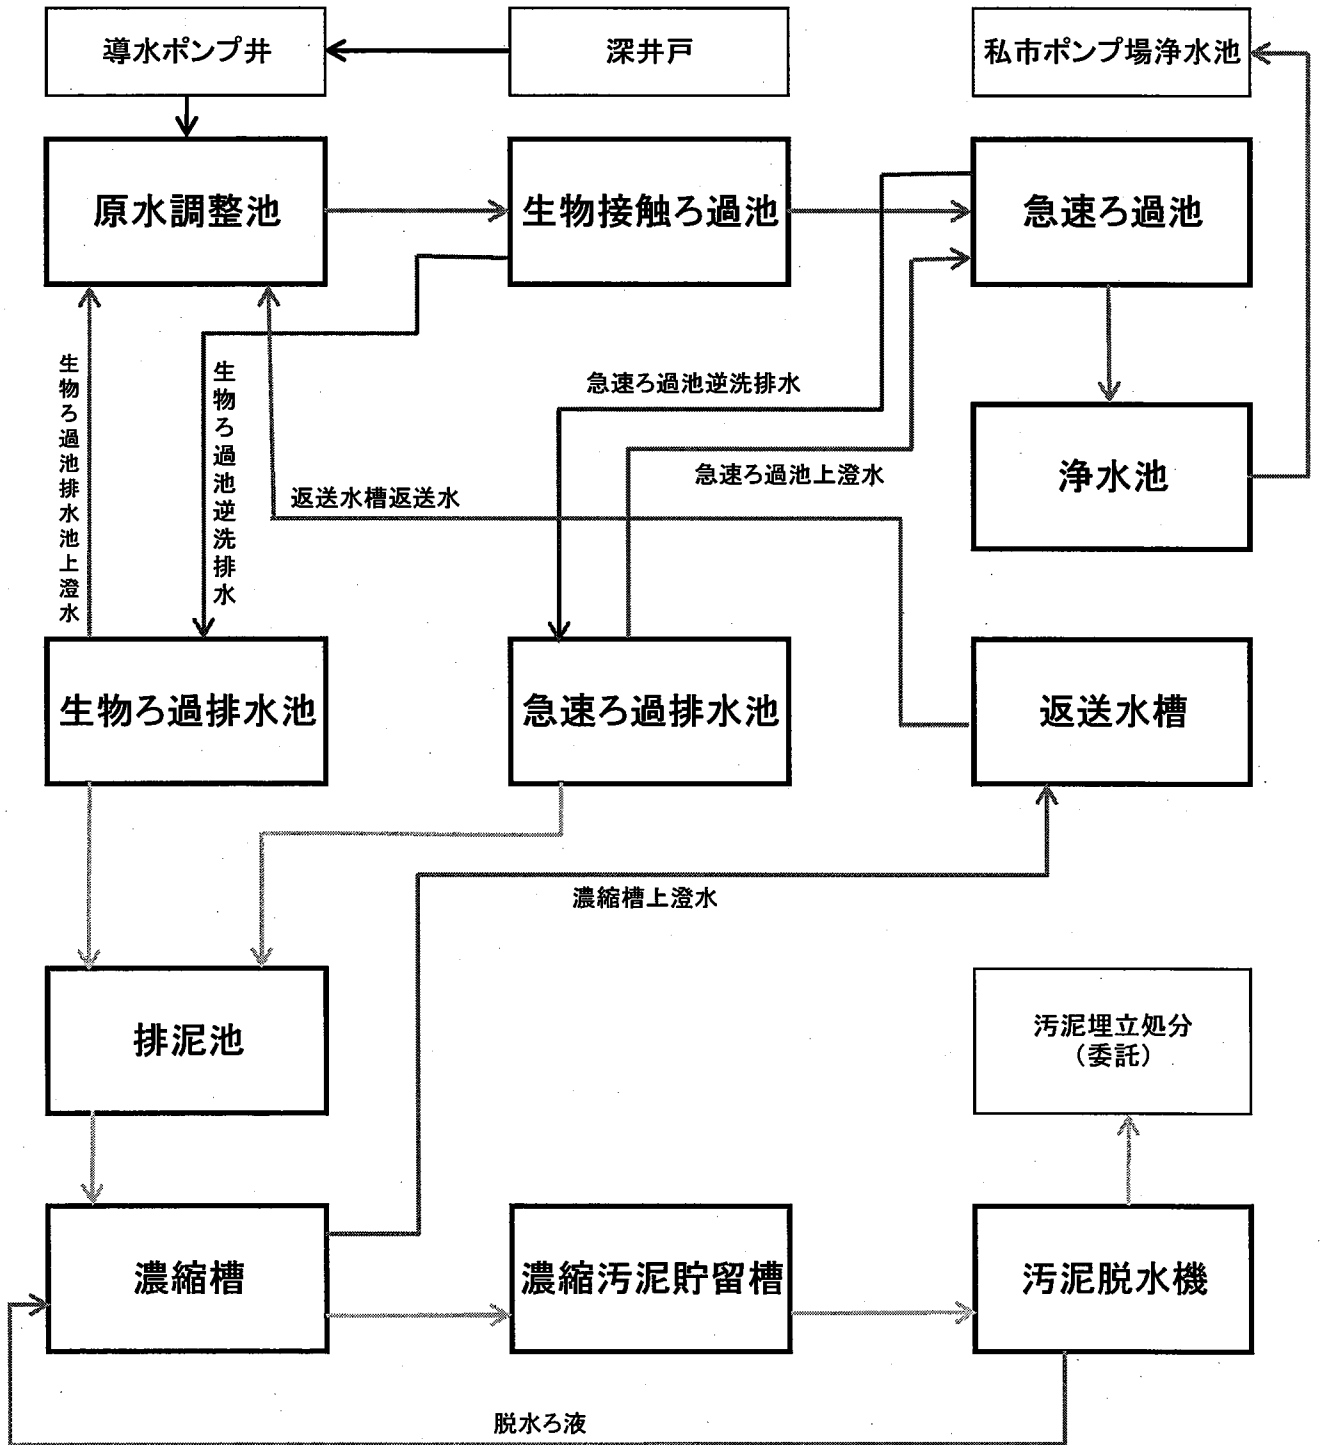 導水ポンプ井
深井戸
私市ポンプ場浄水池
原水調整池
生物接触ろ過池
急速ろ過池
生物ろ過池排水池上澄水
生物ろ過池逆洗排水
急速ろ過池逆洗排水
急速ろ過池上澄水
返送水槽返送水
浄水池
生物ろ過排水池
急速ろ過排水池
返送水槽
濃縮槽上澄水
排泥池
汚泥埋立処分
（委託）
濃縮槽
濃縮汚泥貯留槽
汚泥脱水機
脱水ろ液